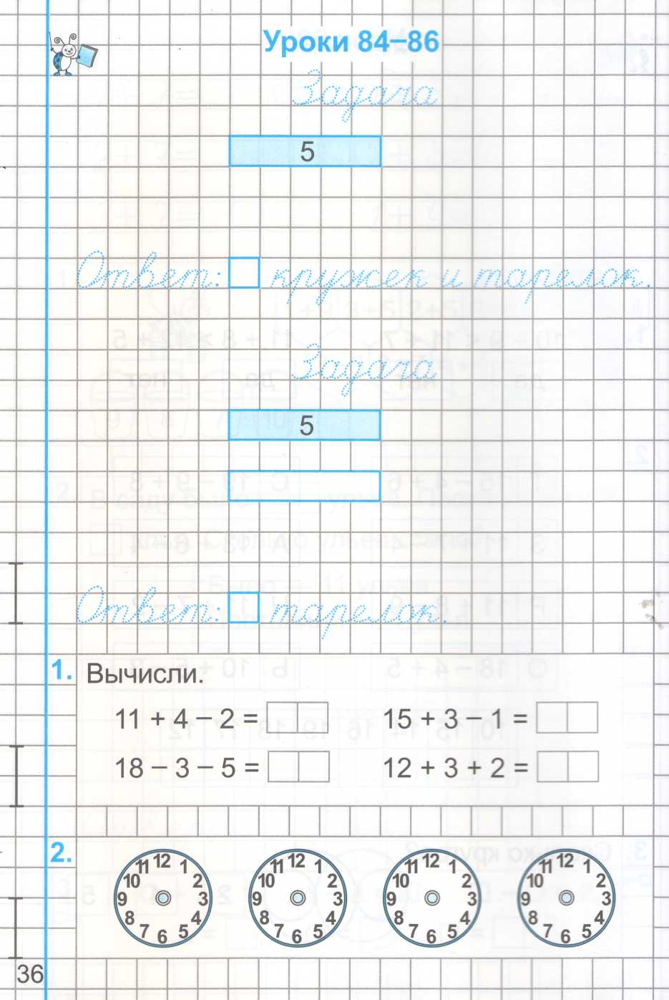 Уроки 84–86
Задача
5
Ответ: кружек и тарелок.
Задача
5
Ответ: тарелок.
1. Вычисли.
11 + 4 – 2 = 15 + 3 – 1 =
18 – 3 – 5 = 12 + 3 + 2 =
2.
12 1 2 3 4 5 6 7 8 9 10 11
12 1 2 3 4 5 6 7 8 9 10 11
12 1 2 3 4 5 6 7 8 9 10 11
12 1 2 3 4 5 6 7 8 9 10 11
36